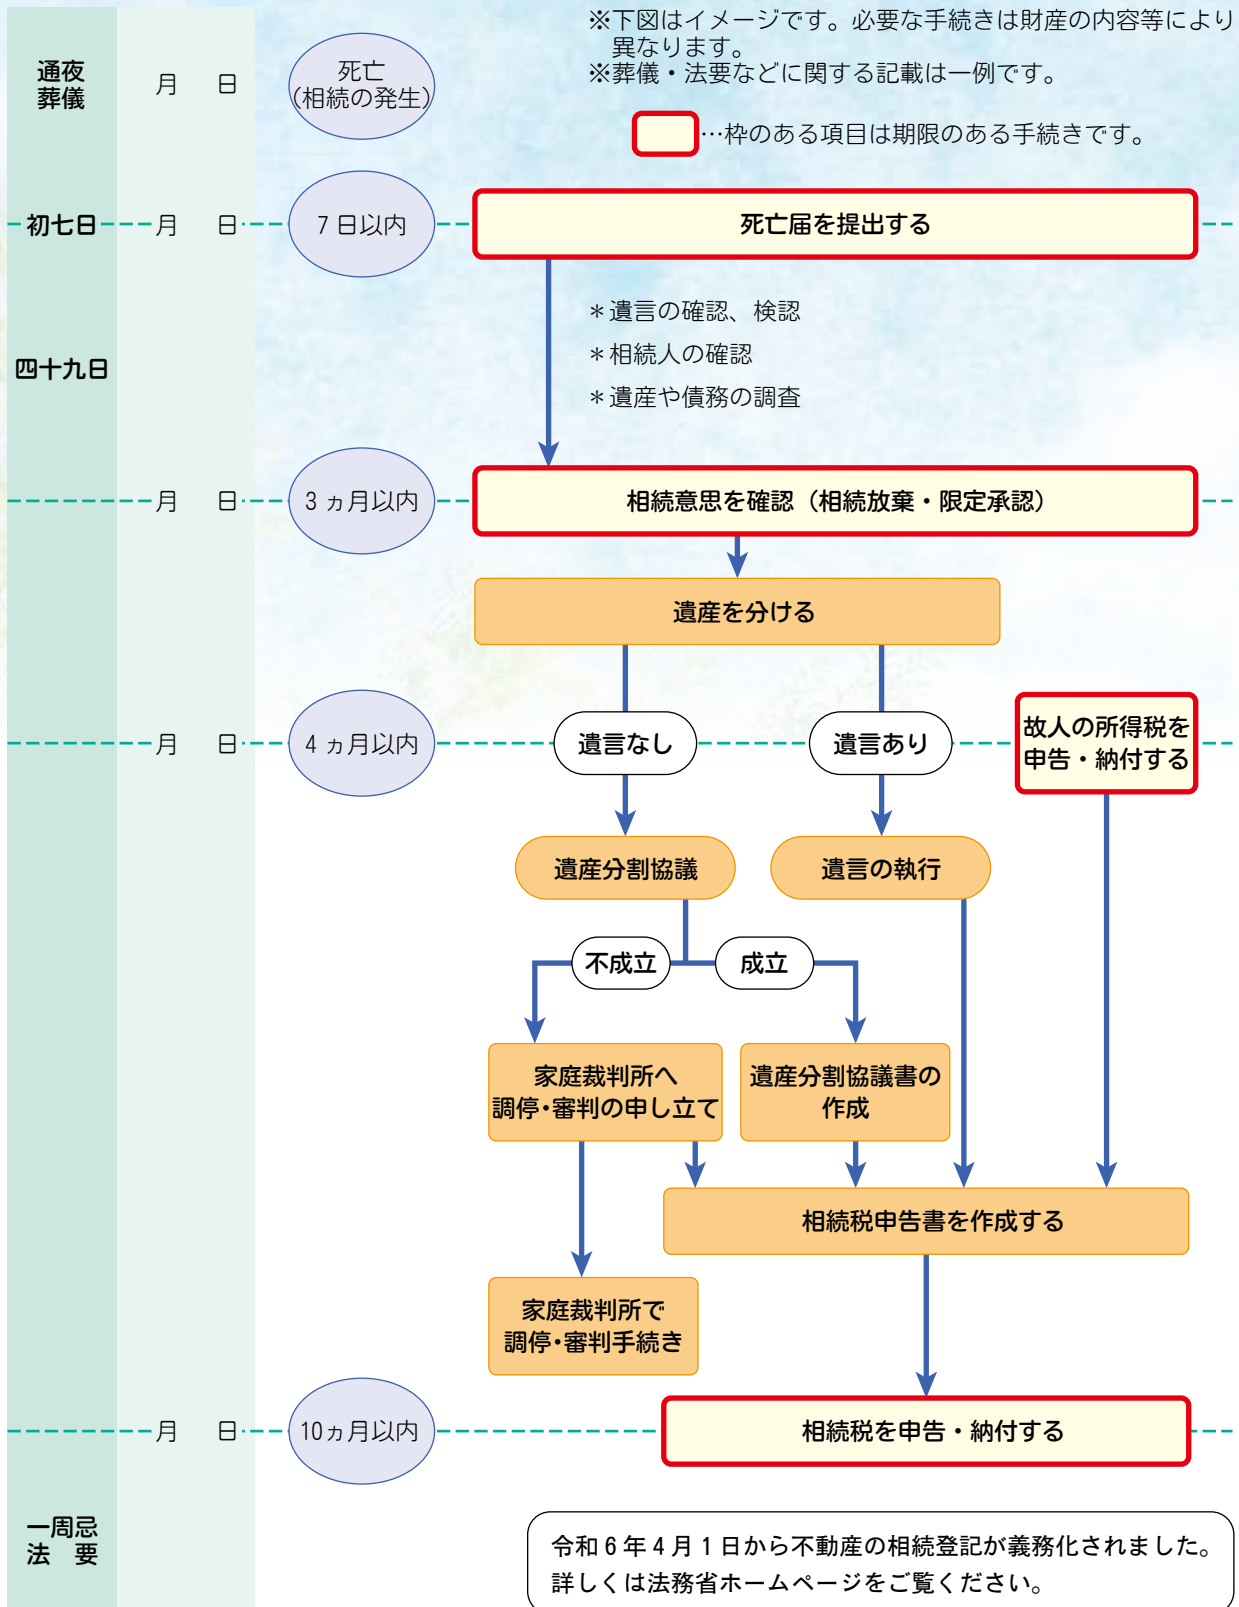 ※下図はイメージです。必要な手続きは財産の内容等により
異なります。
※葬儀・法要などに関する記載は一例です。
…枠のある項目は期限のある手続きです。
通夜
葬儀
月 日
死亡
(相続の発生)
初七日
月 日
7日以内
死亡届を提出する
＊遺言の確認、検認
＊相続人の確認
＊遺産や債務の調査
四十九日
月 日
3ヵ月以内
相続意思を確認（相続放棄・限定承認）
遺産を分ける
月 日
4ヵ月以内
遺言なし
遺言あり
故人の所得税を
申告・納付する
遺産分割協議
遺言の執行
不成立
成立
家庭裁判所へ
調停・審判の申し立て
遺産分割協議書の
作成
相続税申告書を作成する
家庭裁判所で
調停・審判手続き
月 日
10ヵ月以内
相続税を申告・納付する
一周忌
法 要
令和6年4月1日から不動産の相続登記が義務化されました。
詳しくは法務省ホームページをご覧ください。